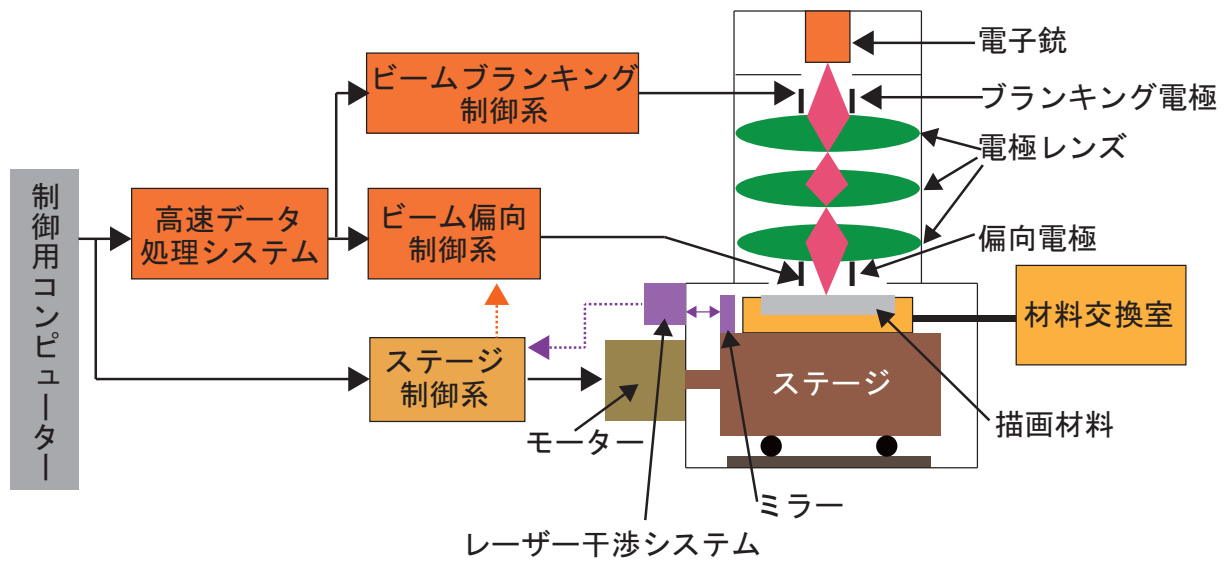 制御用コンピューター
高速データ
処理システム
ビームブランキング
制御系
ビーム偏向
制御系
ステージ
制御系
モーター
レーザー干渉システム
ミラー
ステージ
電子銃
ブランキング電極
電極レンズ
偏向電極
材料交換室
描画材料